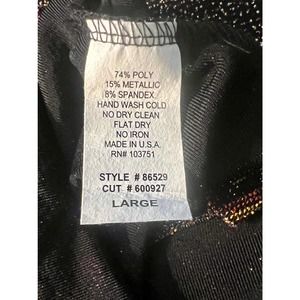 74% POLY
15% METALLIC
8% SPANDEX
HAND WASH COLD
NO DRY CLEAN
FLAT DRY
NO IRON
MADE IN U.S.A.
RN# 103751
STYLE # 86529
CUT # 600927
LARGE